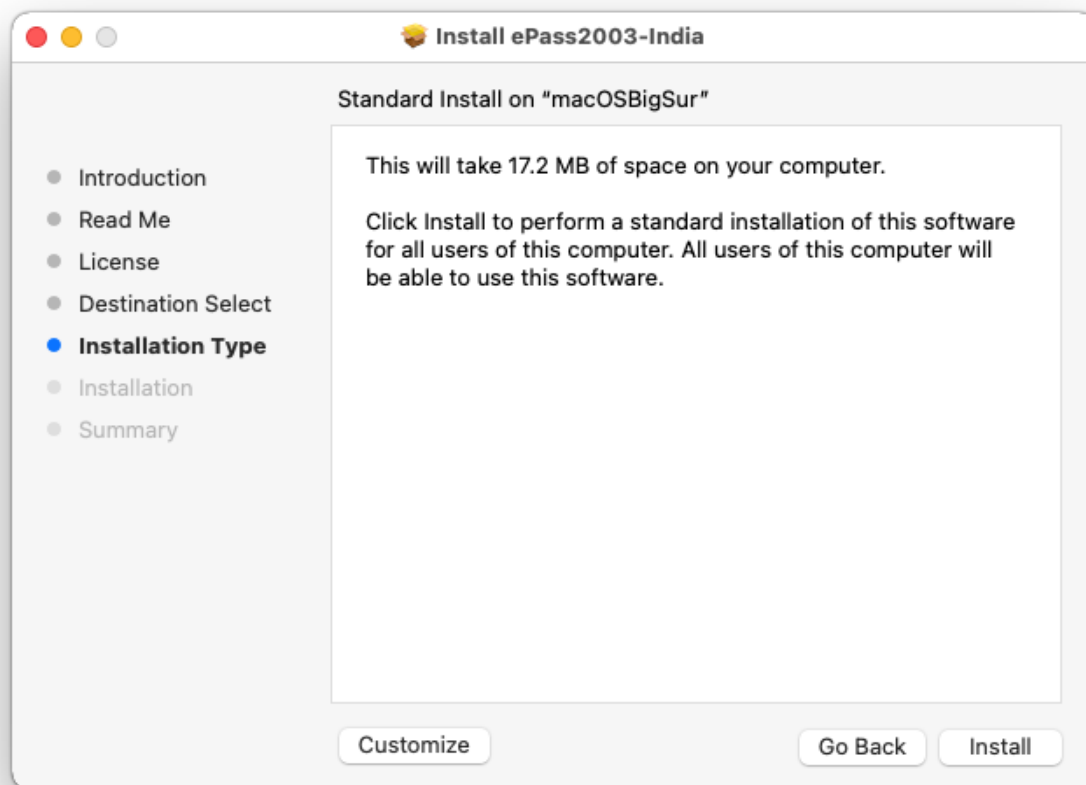 Install ePass2003-India
Standard Install on “macOSBigSur”
Introduction
Read Me
License
Destination Select
Installation Type
Installation
Summary
This will take 17.2 MB of space on your computer.
Click Install to perform a standard installation of this software
for all users of this computer. All users of this computer will
be able to use this software.
Customize
Go Back
Install